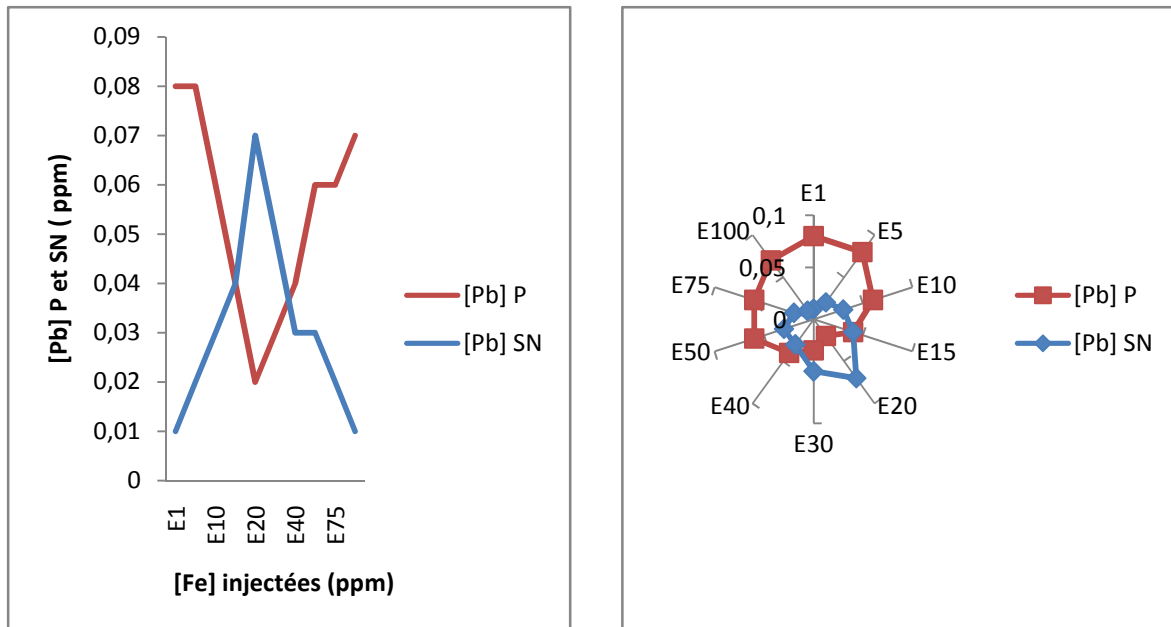 0,09
0,08
0,07
0,06
0,05
0,04
0,03
0,02
0,01
0
[Pb] P et SN ( ppm)
E1
E10
E20
E40
E75
[Fe] injectées (ppm)
[Pb] P
[Pb] SN
0,1
0,05
0
E1
E5
E10
E15
E20
E30
E40
E50
E75
E100
[Pb] P
[Pb] SN